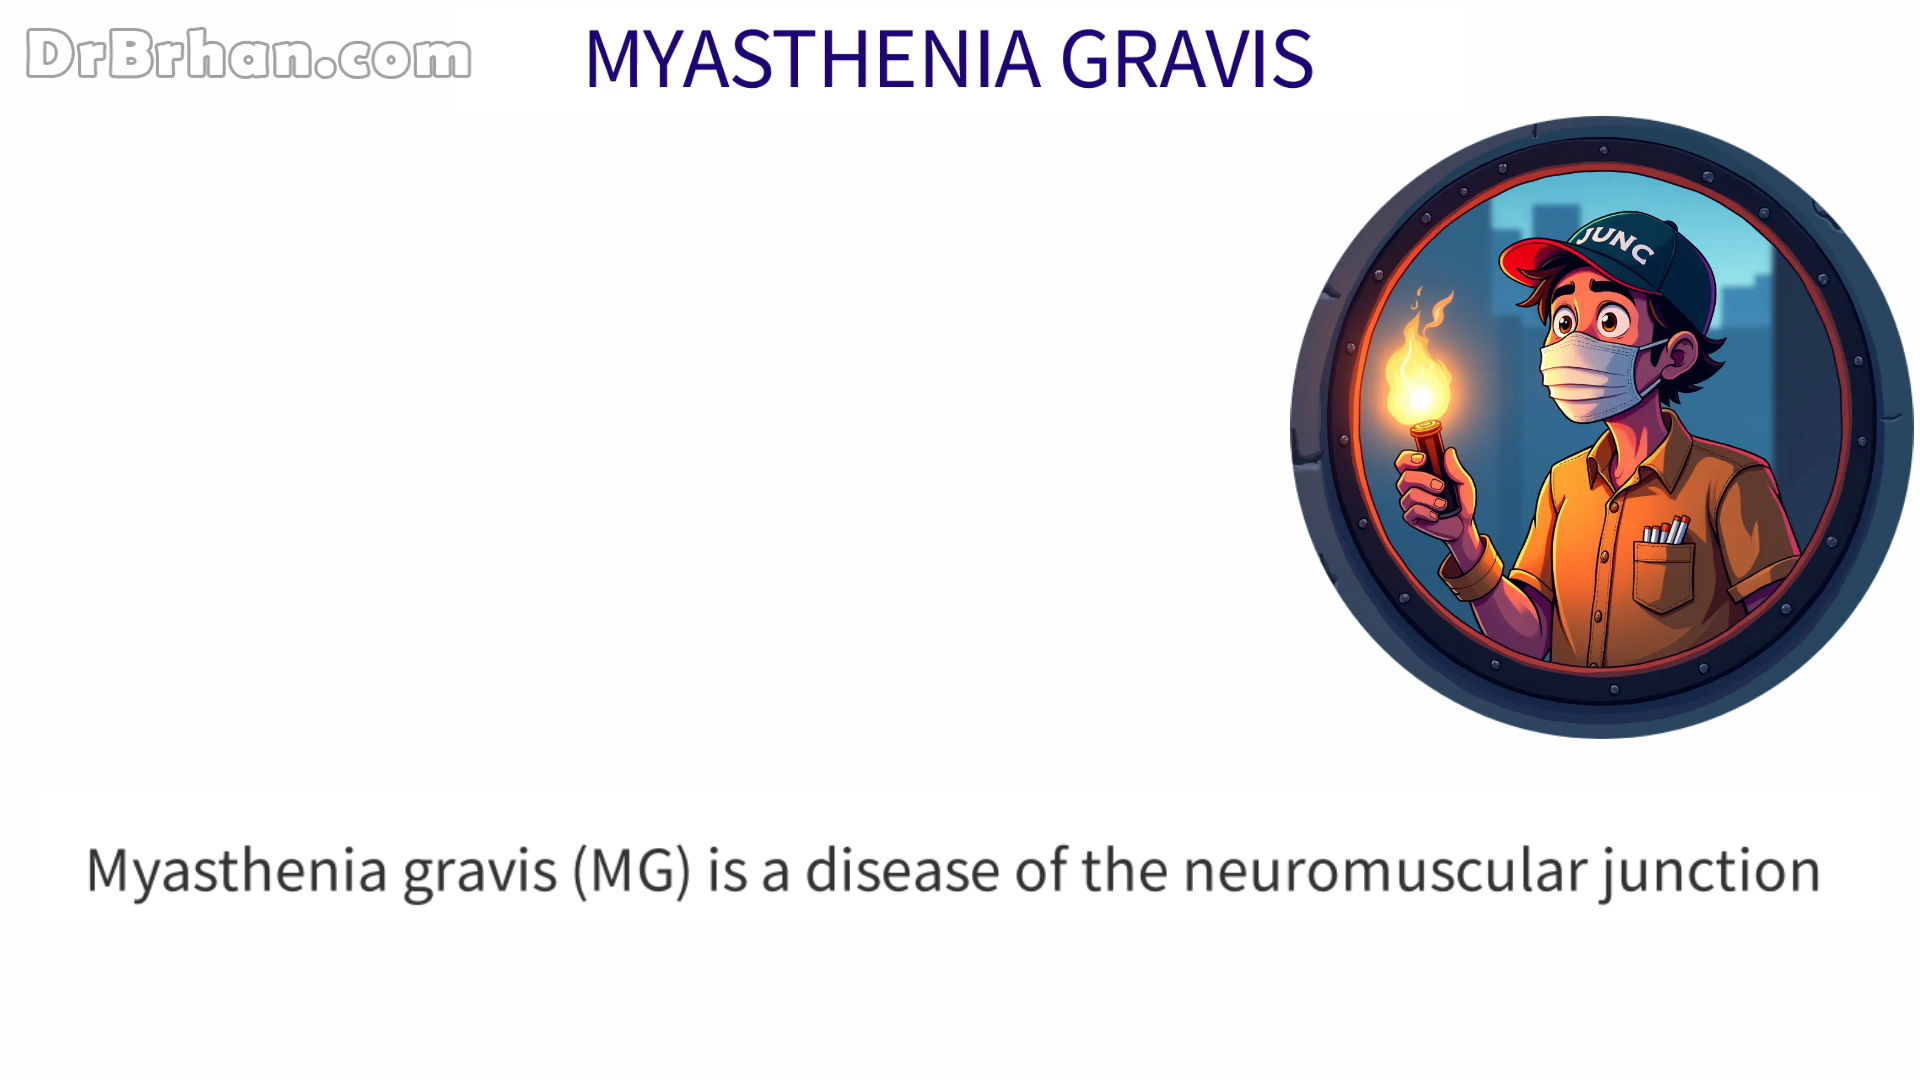 DrBrhan.com
MYASTHENIA GRAVIS
JUNC
Myasthenia gravis (MG) is a disease of the neuromuscular junction